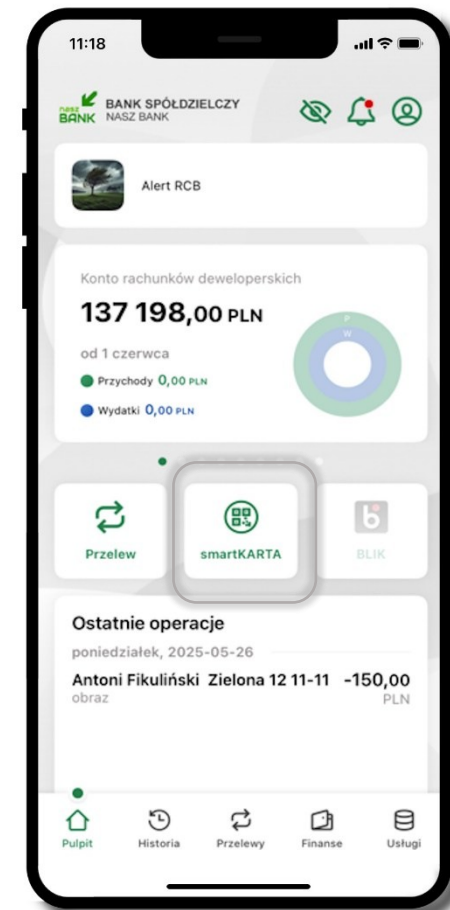 11:18
nasz BANK
BANK SPÓŁDZIELCZY
NASZ BANK
Alert RCB
Konto rachunków deweloperskich
137 198,00 PLN
od 1 czerwca
Przychody 0,00 PLN
Wydatki 0,00 PLN
P
W
Przelew
smartKARTA
BLIK
Ostatnie operacje
poniedziałek, 2025-05-26
Antoni Fikuliński Zielona 12 11-11 -150,00
obraz PLN
Pulpit Historia Przelewy Finanse Usługi